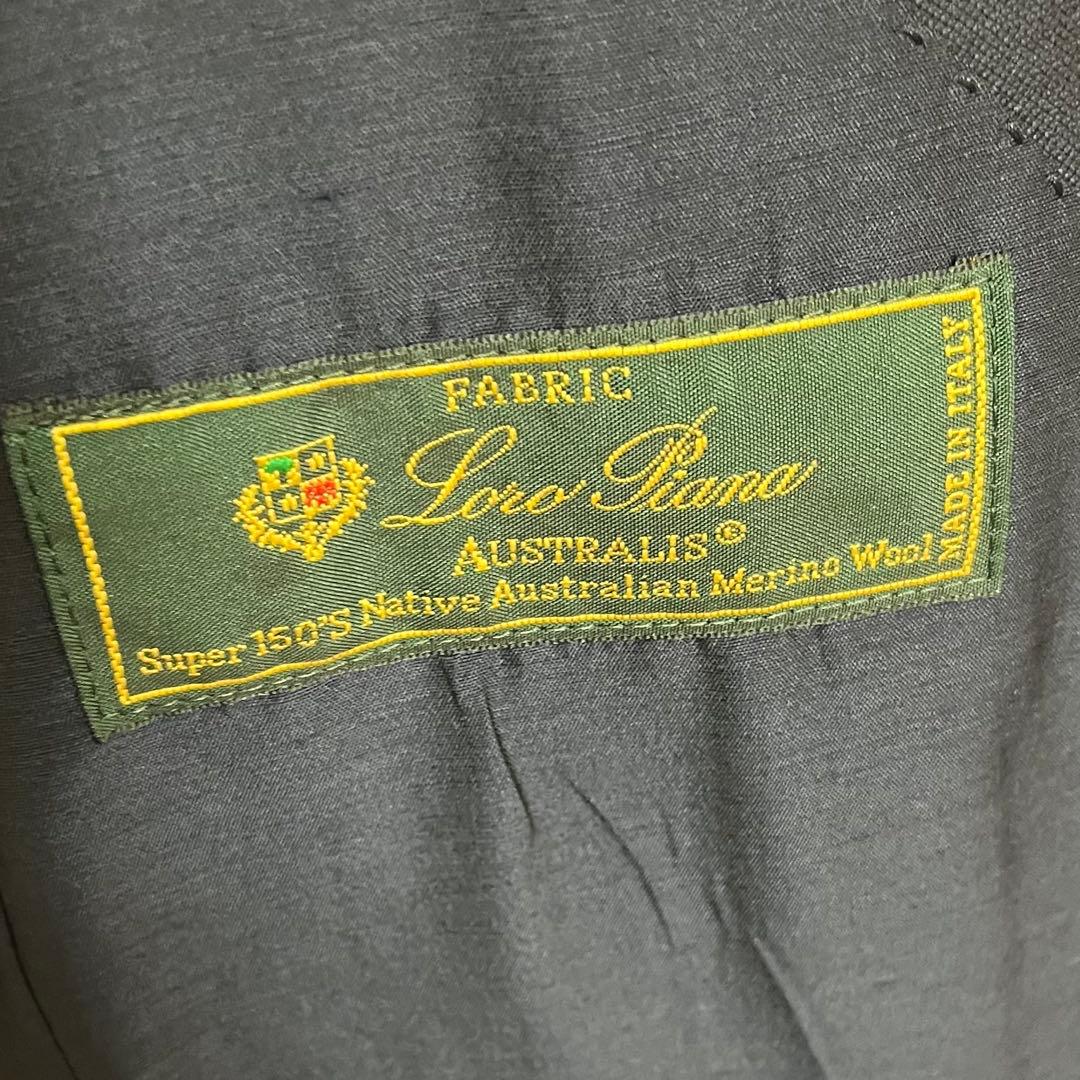 FABRIC
Loro Piana
AUSTRALIS®
Super 150'S Native Australian Merino Wool
MADE IN ITALY